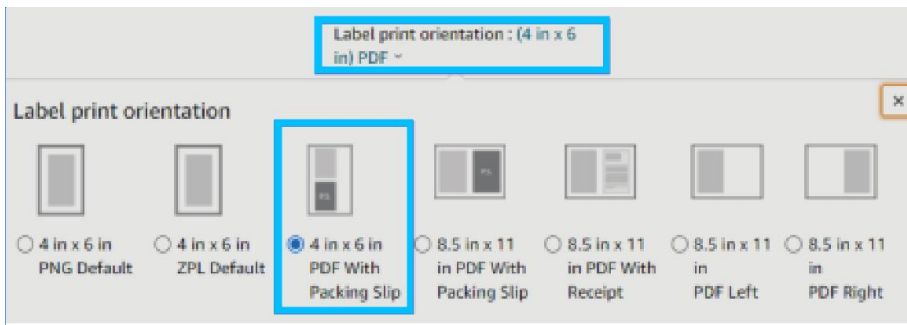 Label print orientation : (4 in x 6
in) PDF
Label print orientation
×
P.S.
P.S.
4 in x 6 in
PNG Default
4 in x 6 in
ZPL Default
4 in x 6 in
PDF With
Packing Slip
8.5 in x 11
in PDF With
Packing Slip
8.5 in x 11
in PDF With
Receipt
8.5 in x 11
in
PDF Left
8.5 in x 11
in
PDF Right